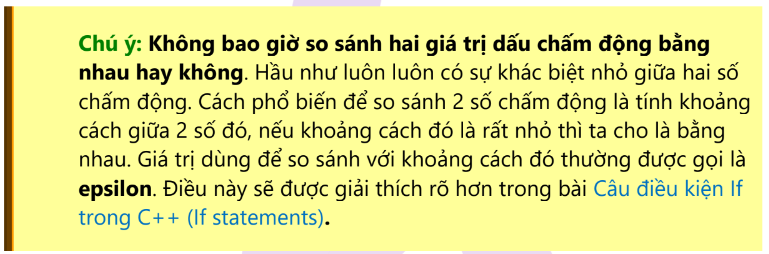 Chú ý: Không bao giờ so sánh hai giá trị dấu chấm động bằng
nhau hay không. Hầu như luôn luôn có sự khác biệt nhỏ giữa hai số
chấm động. Cách phổ biến để so sánh 2 số chấm động là tính khoảng
cách giữa 2 số đó, nếu khoảng cách đó là rất nhỏ thì ta cho là bằng
nhau. Giá trị dùng để so sánh với khoảng cách đó thường được gọi là
epsilon. Điều này sẽ được giải thích rõ hơn trong bài Câu điều kiện If
trong C++ (If statements).